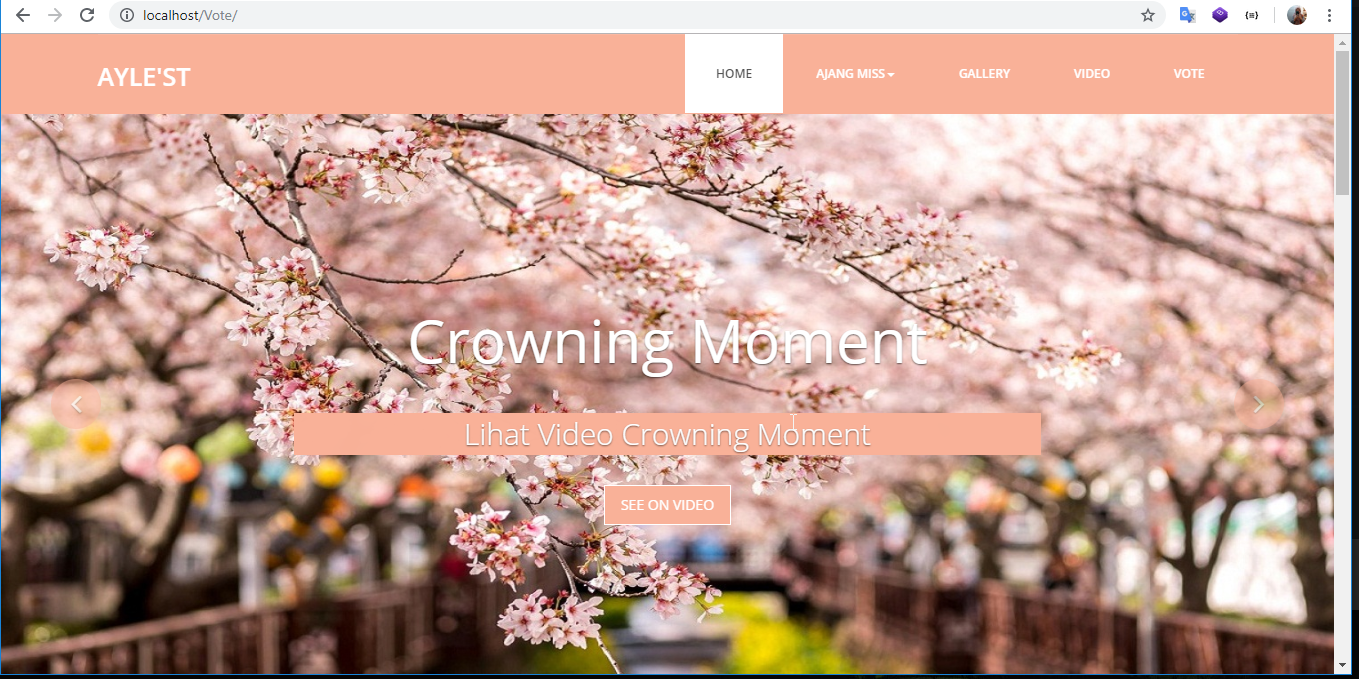 localhost/Vote/
AYLE'ST
HOME
AJANG MISS
GALLERY
VIDEO
VOTE
Crowning Moment
Lihat Video Crowning Moment
SEE ON VIDEO